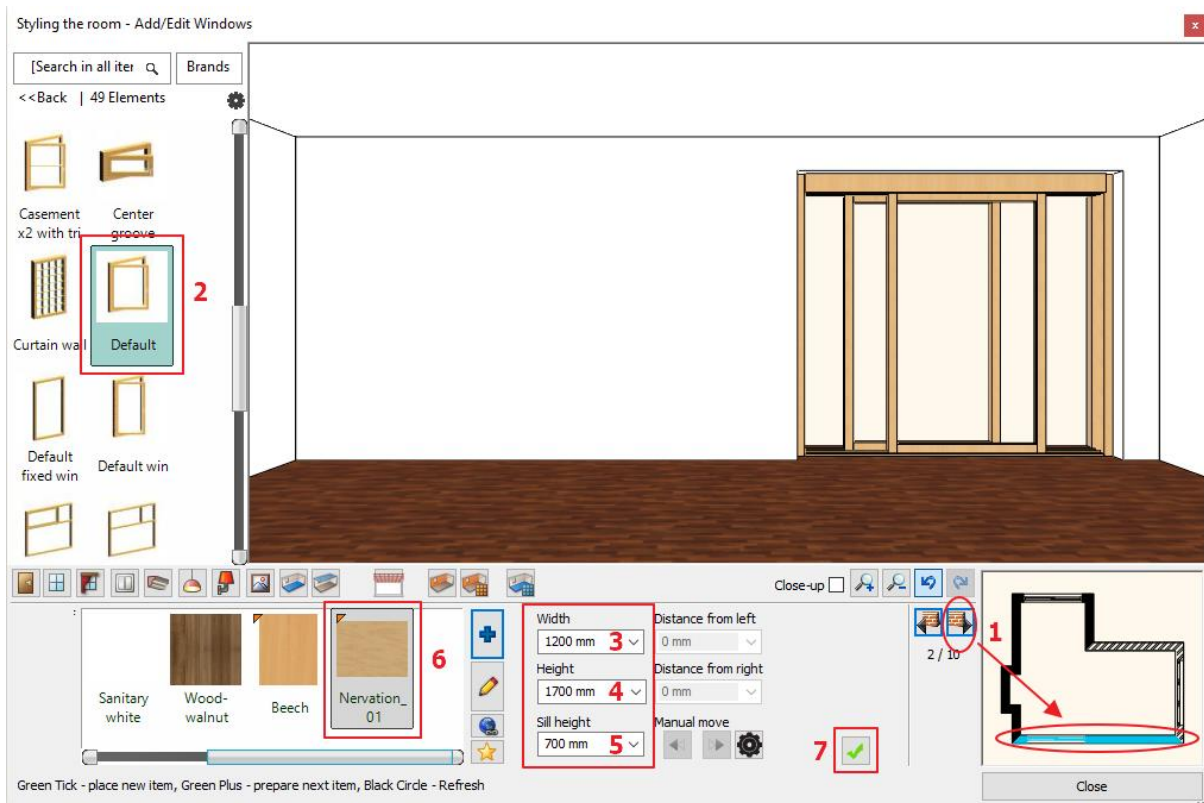 Styling the room - Add/Edit Windows
x
[Search in all iter
Brands
<<Back | 49 Elements
Casement
x2 with tri
Center
groove
2
Curtain wall
Default
Default
fixed win
Default win
Close-up
Sanitary
white
Wood-
walnut
Beech
Nervation_
01
6
Width
1200 mm
3
Height
1700 mm
4
Sill height
700 mm
5
Distance from left
0 mm
Distance from right
0 mm
Manual move
7
2 / 10
1
Green Tick - place new item, Green Plus - prepare next item, Black Circle - Refresh
Close